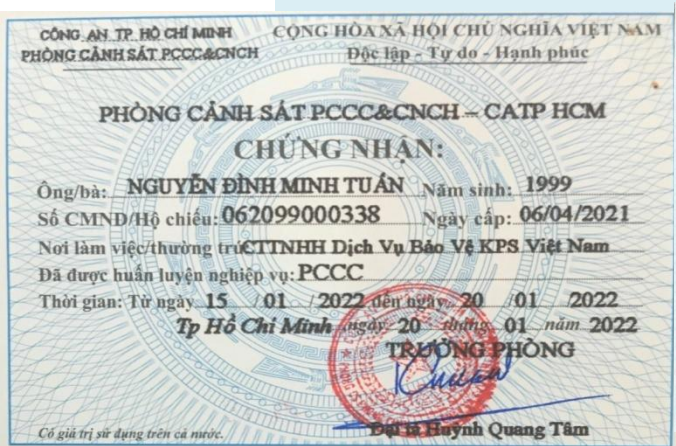 CÔNG AN TP HỒ CHÍ MINH
PHÒNG CẢNH SÁT PCCC&CNCH
CỘNG HÒA XÃ HỘI CHỦ NGHĨA VIỆT NAM
Độc lập - Tự do - Hạnh phúc
PHÒNG CẢNH SÁT PCCC&CNCH – CATP HCM
CHỨNG NHẬN:
Ông/bà: NGUYỄN ĐÌNH MINH TUẤN Năm sinh: 1999
Số CMND/Hộ chiếu: 062099000338 Ngày cấp: 06/04/2021
Nơi làm việc/thường trú: CTTNHH Dịch Vụ Bảo Vệ KPS Việt Nam
Đã được huấn luyện nghiệp vụ: PCCC
Thời gian: Từ ngày 15 / 01 / 2022 đến ngày 20 / 01 / 2022
Tp Hồ Chí Minh ngày 20 tháng 01 năm 2022
TRƯỞNG PHÒNG
Đại tá Huỳnh Quang Tâm
Có giá trị sử dụng trên cả nước.